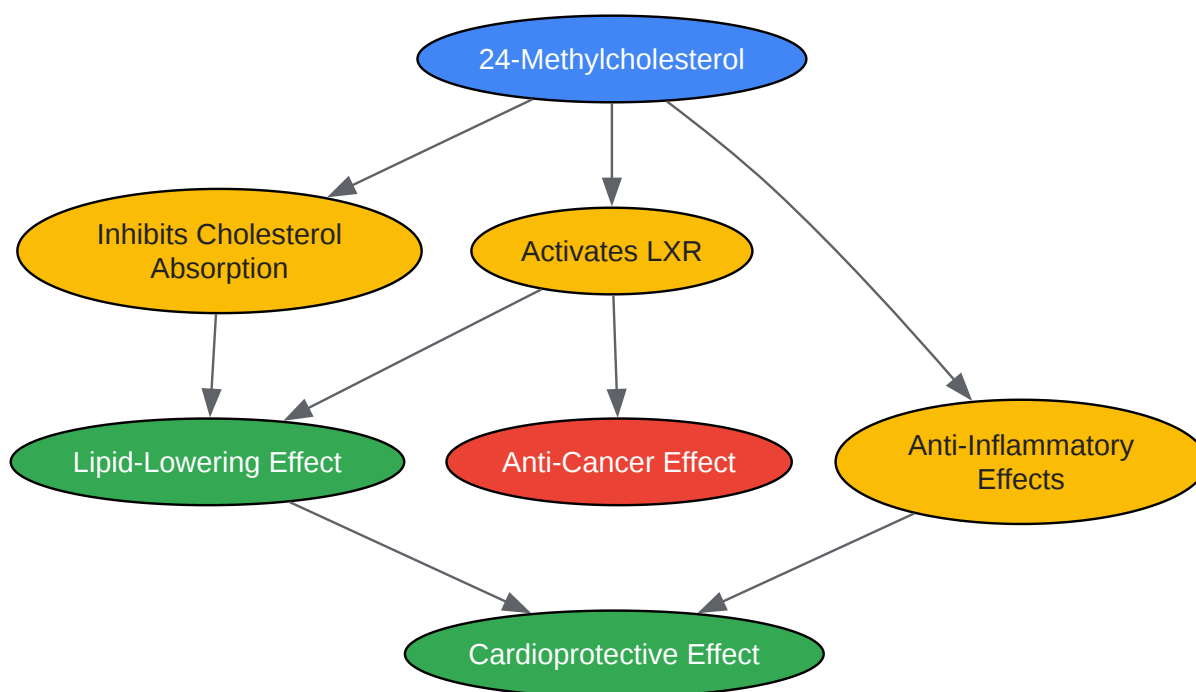 24-Methylcholesterol
Inhibits Cholesterol
Absorption
Activates LXR
Lipid-Lowering Effect
Anti-Cancer Effect
Anti-Inflammatory
Effects
Cardioprotective Effect